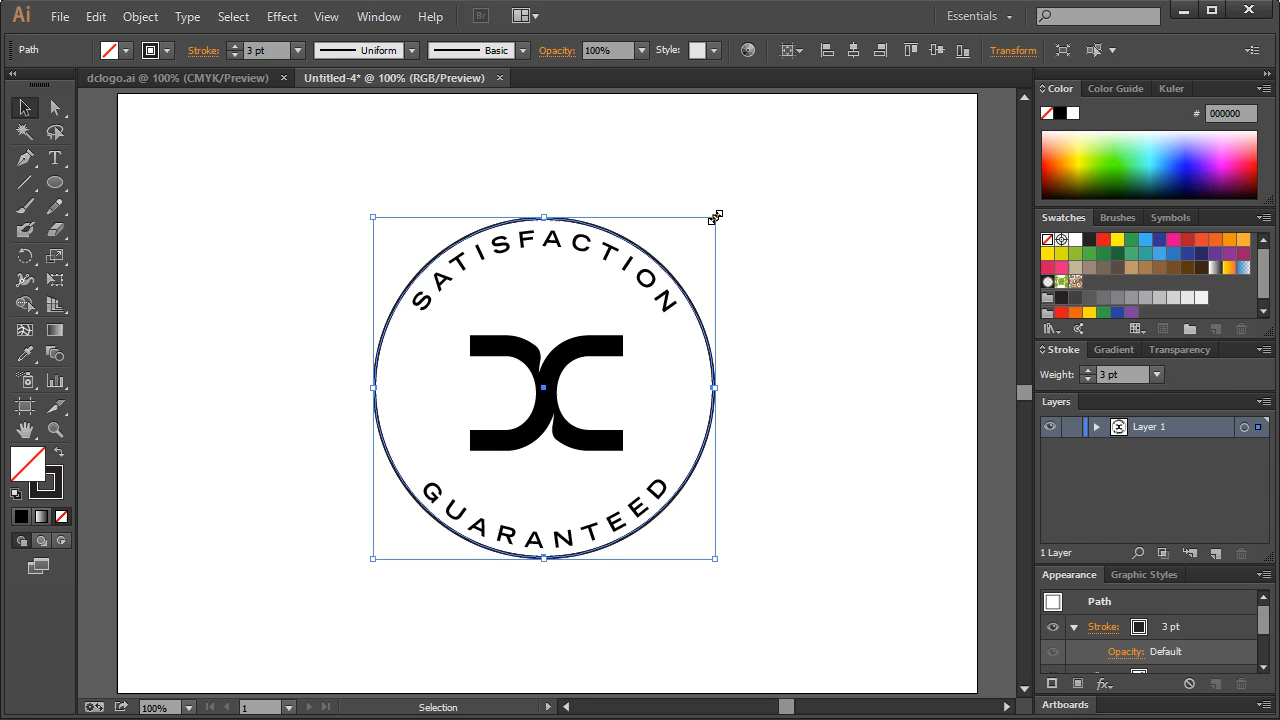 Ai File Edit Object Type Select Effect View Window Help Br Essentials
Path Stroke: 3 pt Uniform Basic Opacity: 100% Style: Transform
dclogo.ai @ 100% (CMYK/Preview) × Untitled-4* @ 100% (RGB/Preview) ×
Color Color Guide Kuler
# 000000
Swatches Brushes Symbols
Stroke Gradient Transparency
Weight: 3 pt
Layers
Layer 1
1 Layer
Appearance Graphic Styles
Path
Stroke: 3 pt
Opacity: Default
Artboards
SATISFACTION
GUARANTEED
100% 1 Selection